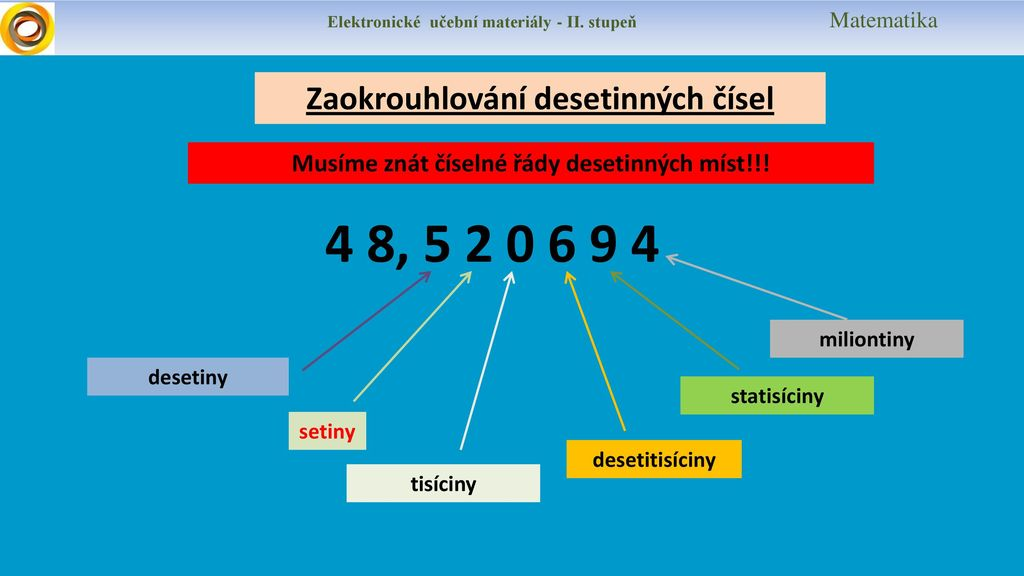 Elektronické učební materiály - II. stupeň Matematika
Zaokrouhlování desetinných čísel
Musíme znát číselné řády desetinných míst!!!
4 8, 5 2 0 6 9 4
miliontiny
desetiny
statisíciny
setiny
desetitisíciny
tisíciny